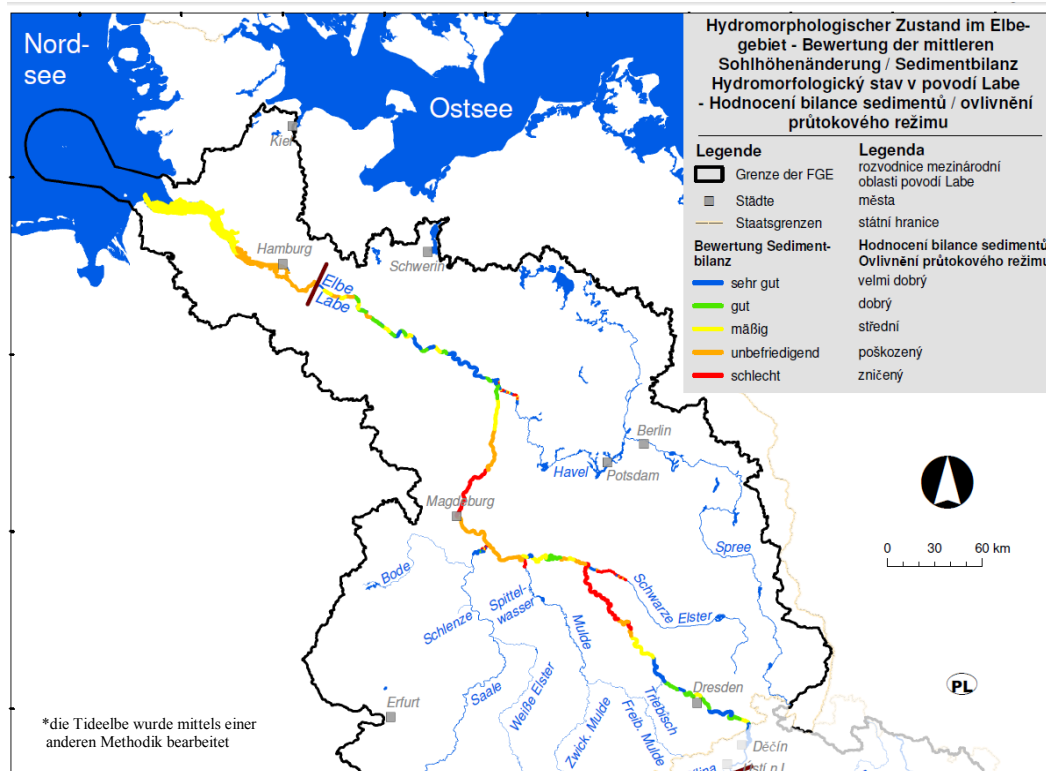 Nord-
see
Ostsee
Kiel
Hamburg
Schwerin
Elbe
Labe
Berlin
Havel
Potsdam
Magdeburg
Spree
Bode
Schlenze
Spittel-
wasser
Mulde
Schwarze
Elster
Saale
Weiße Elster
Zwick. Mulde
Freib. Mulde
Triebisch
Dresden
Erfurt
Děčín
Ústí n.L.
PL
*die Tideelbe wurde mittels einer
anderen Methodik bearbeitet
Hydromorphologischer Zustand im Elbe-
gebiet - Bewertung der mittleren
Sohlhöhenänderung / Sedimentbilanz
Hydromorfologický stav v povodí Labe
- Hodnocení bilance sedimentů / ovlivnění
průtokového režimu
Legende
Legenda
Grenze der FGE
rozvodnice mezinárodní
oblasti povodí Labe
Städte
města
Staatsgrenzen
státní hranice
Bewertung Sediment-
bilanz
Hodnocení bilance sedimentů
Ovlivnění průtokového režimu
sehr gut
velmi dobrý
gut
dobrý
mäßig
střední
unbefriedigend
poškozený
schlecht
zničený
0 30 60 km